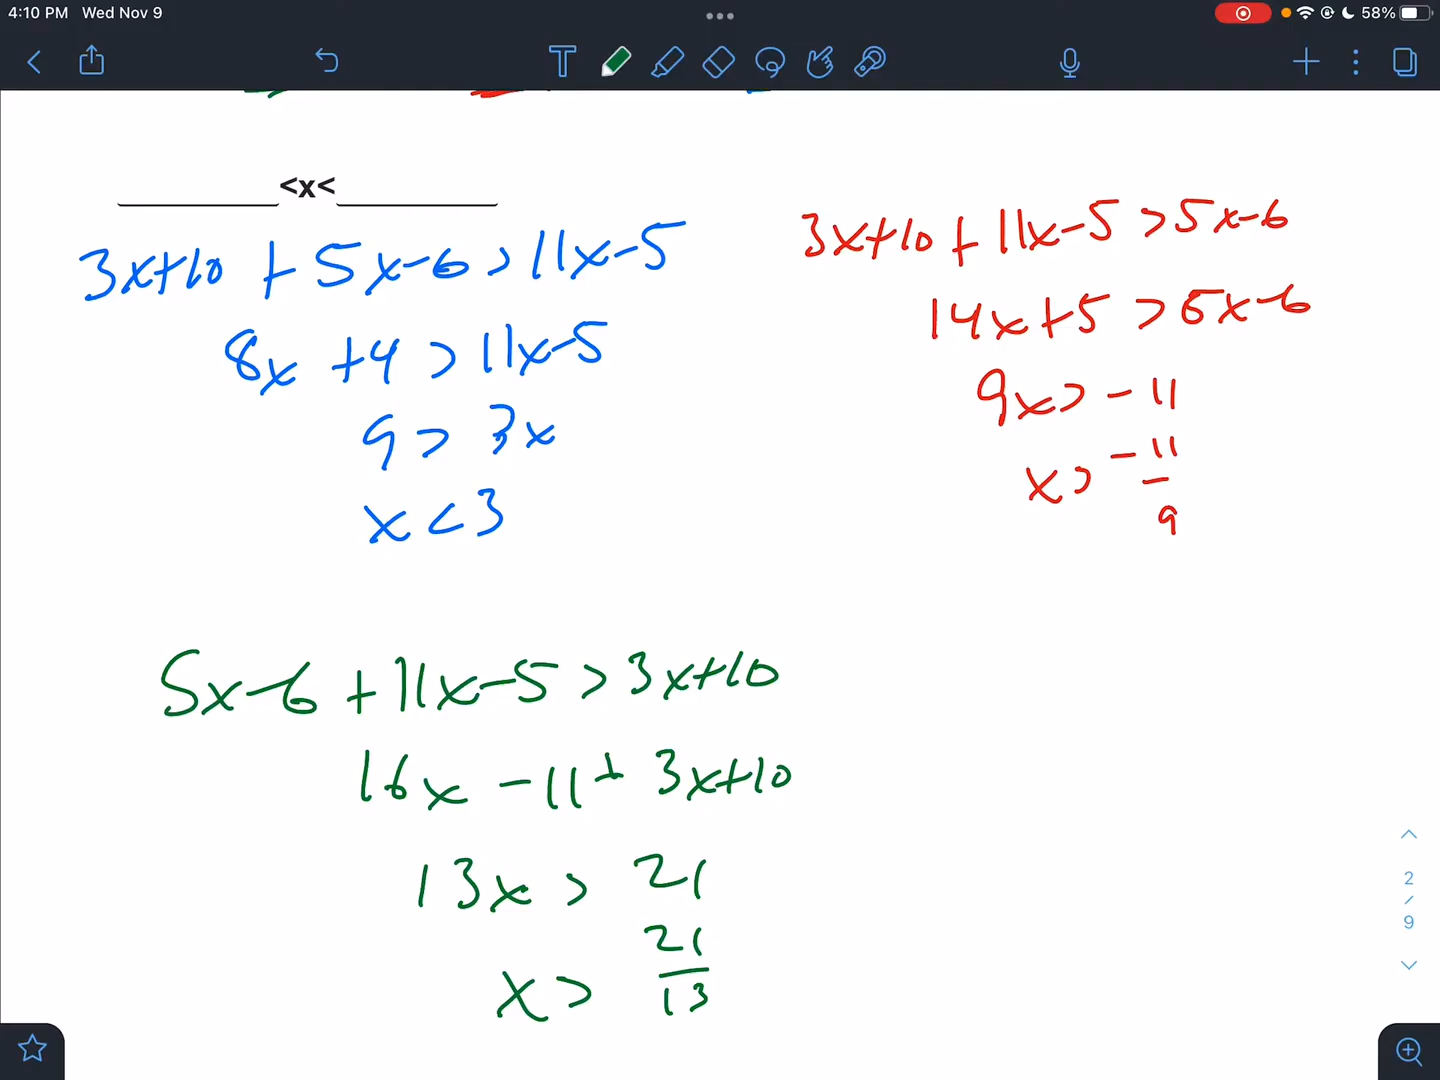 4:10 PM Wed Nov 9
58%
T
<x<
3x+10 + 5x-6 > 11x-5
8x + 4 > 11x-5
9 > 3x
x < 3
3x+10 + 11x-5 > 5x-6
14x+5 > 5x-6
9x > -11
x > -11/9
5x-6 + 11x-5 > 3x+10
16x - 11 + 3x+10
13x > 21
x > 21/13
2
/
9